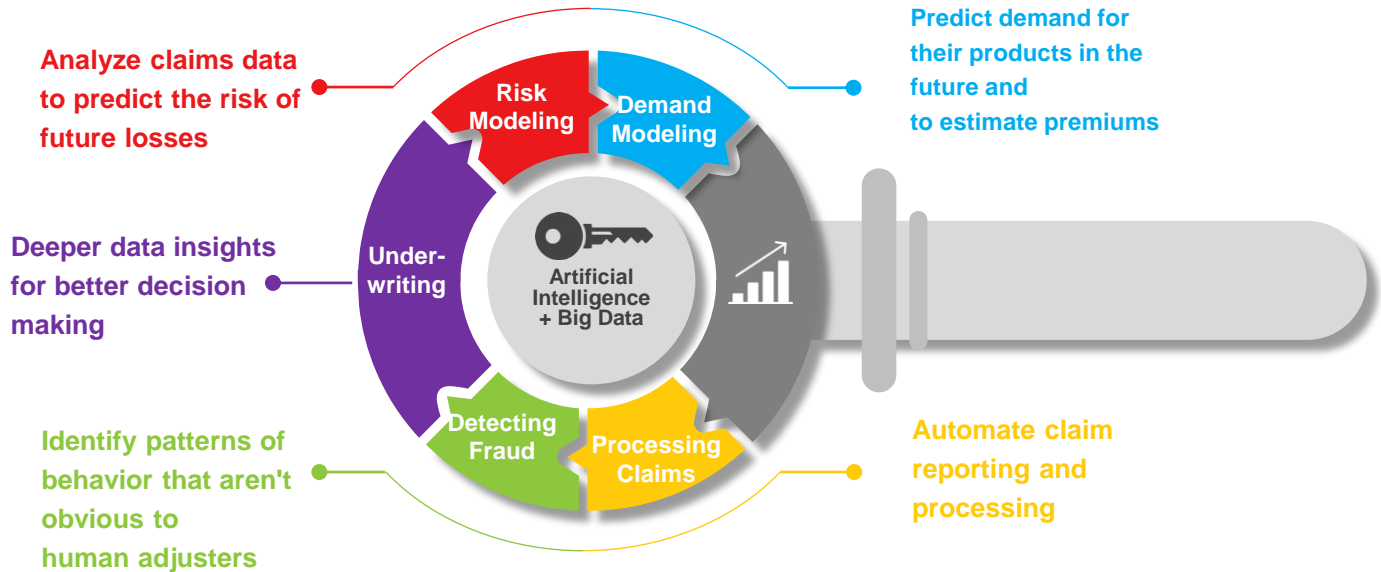 Analyze claims data
to predict the risk of
future losses
Predict demand for
their products in the
future and
to estimate premiums
Risk
Modeling
Demand
Modeling
Deeper data insights
for better decision
making
Under-
writing
Artificial
Intelligence
+ Big Data
Identify patterns of
behavior that aren't
obvious to
human adjusters
Detecting
Fraud
Processing
Claims
Automate claim
reporting and
processing